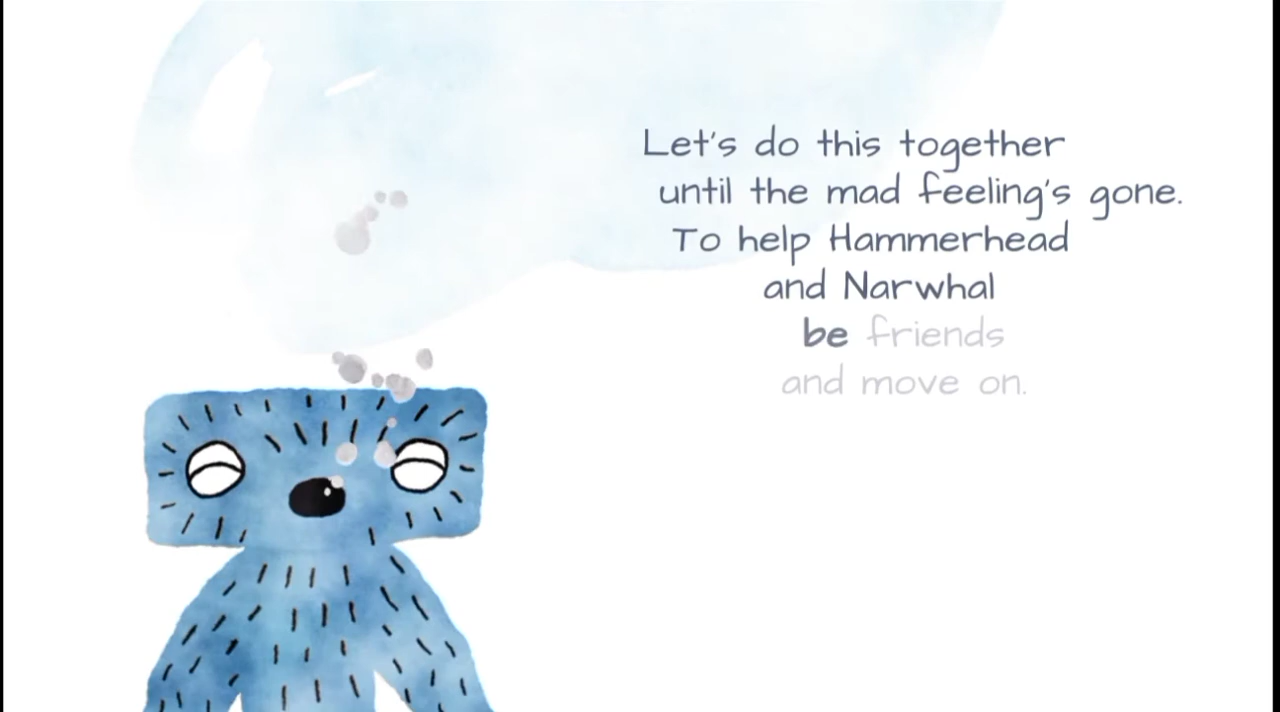 Let's do this together
until the mad feeling's gone.
To help Hammerhead
and Narwhal
be friends
and move on.